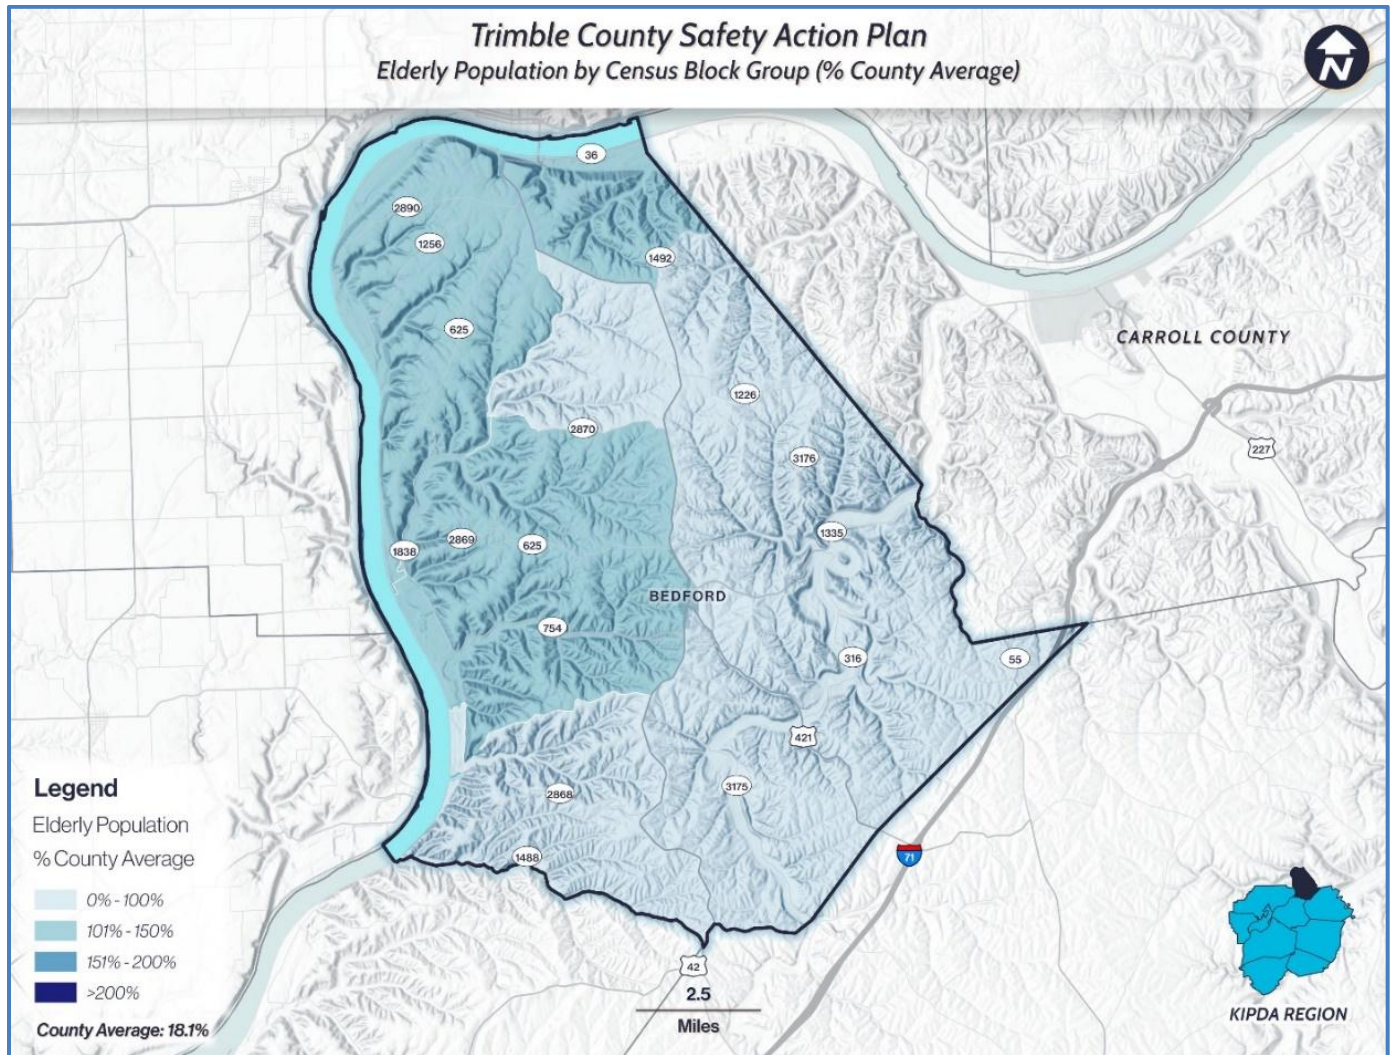 Trimble County Safety Action Plan
Elderly Population by Census Block Group (% County Average)
N
36
2890
1256
1492
625
CARROLL COUNTY
1226
2870
227
3176
1335
2869
625
1838
BEDFORD
754
316
55
421
3175
2868
1488
71
42
2.5
Miles
Legend
Elderly Population
% County Average
0% - 100%
101% - 150%
151% - 200%
>200%
County Average: 18.1%
KIPDA REGION